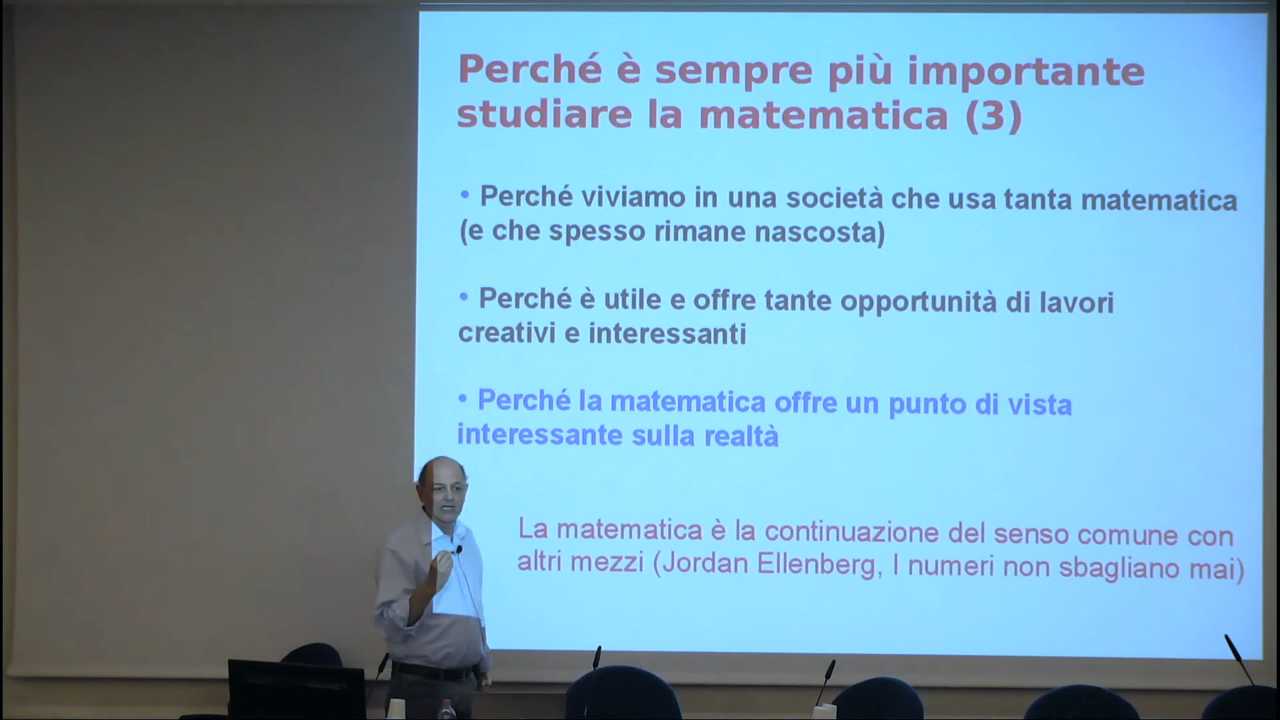 Perché è sempre più importante
studiare la matematica (3)
• Perché viviamo in una società che usa tanta matematica
(e che spesso rimane nascosta)
• Perché è utile e offre tante opportunità di lavori
creativi e interessanti
• Perché la matematica offre un punto di vista
interessante sulla realtà
La matematica è la continuazione del senso comune con
altri mezzi (Jordan Ellenberg, I numeri non sbagliano mai)